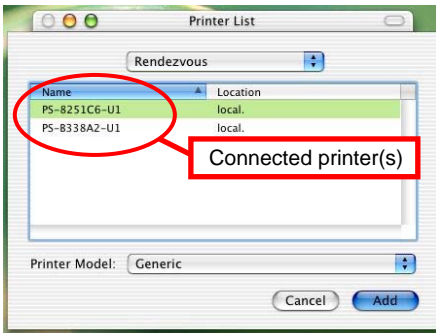 Printer List
Rendezvous
Name Location
PS-8251C6-U1 local.
PS-B338A2-U1 local.
Connected printer(s)
Printer Model: Generic
Cancel Add